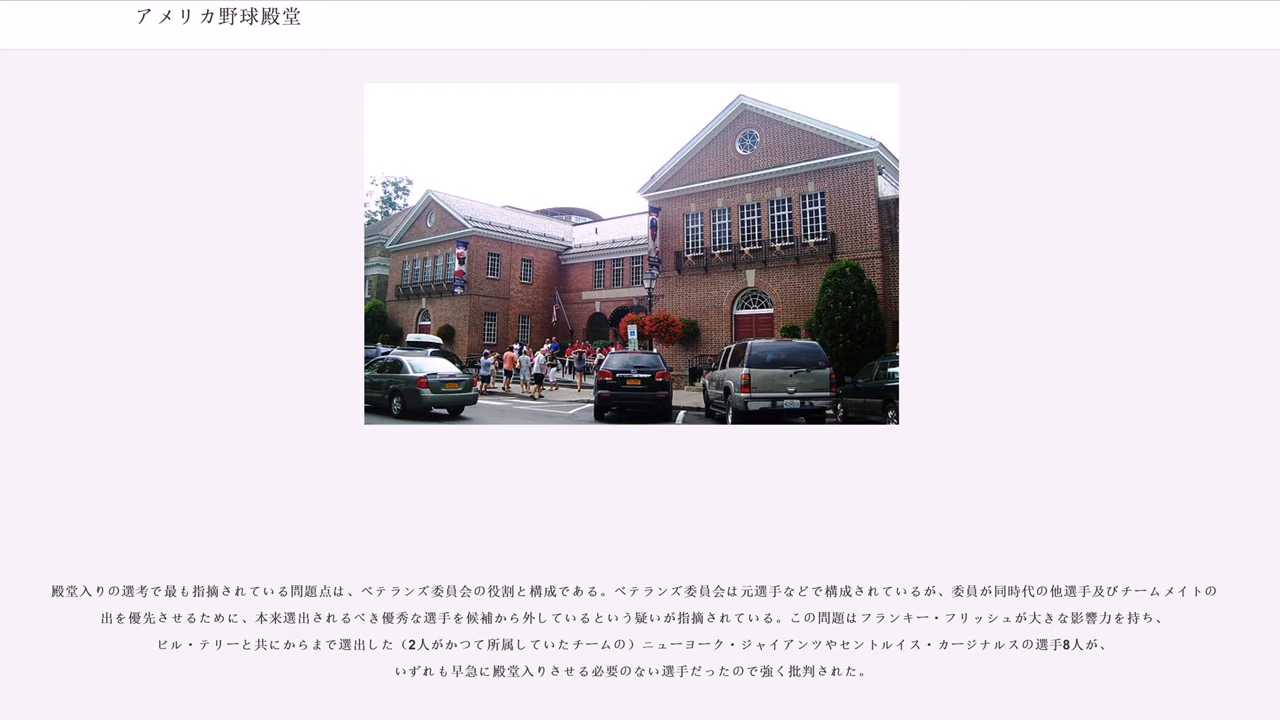 アメリカ野球殿堂
殿堂入りの選考で最も指摘されている問題点は、ベテランズ委員会の役割と構成である。ベテランズ委員会は元選手などで構成されているが、委員が同時代の他選手及びチームメイトの
出を優先させるために、本来選出されるべき優秀な選手を候補から外しているという疑いが指摘されている。この問題はフランキー・フリッシュが大きな影響力を持ち、
ビル・テリーと共にからまで選出した（2人がかつて所属していたチームの）ニューヨーク・ジャイアンツやセントルイス・カージナルスの選手8人が、
いずれも早急に殿堂入りさせる必要のない選手だったので強く批判された。